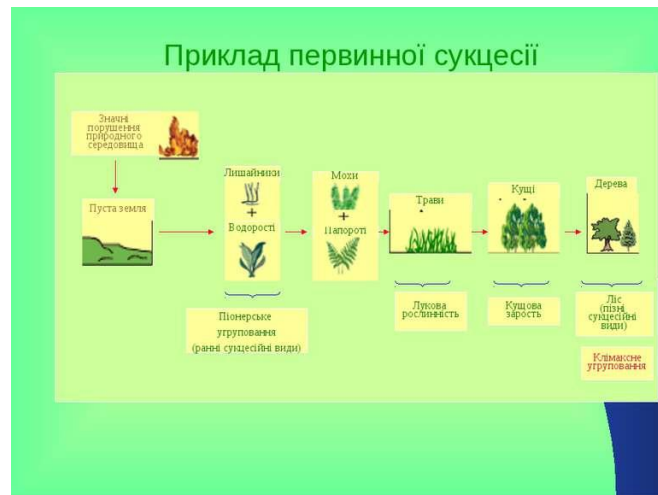 Приклад первинної сукцесії
Значні
порушення
природного
середовища
Пуста земля
Лишайники
+
Водорості
Мохи
+
Папороті
Трави
Кущі
Дерева
Піонерське
угруповання
(ранні сукцесійні види)
Лукова
рослинність
Кущова
зарость
Ліс
(пізні
сукцесійні
види)
Клімаксне
угруповання